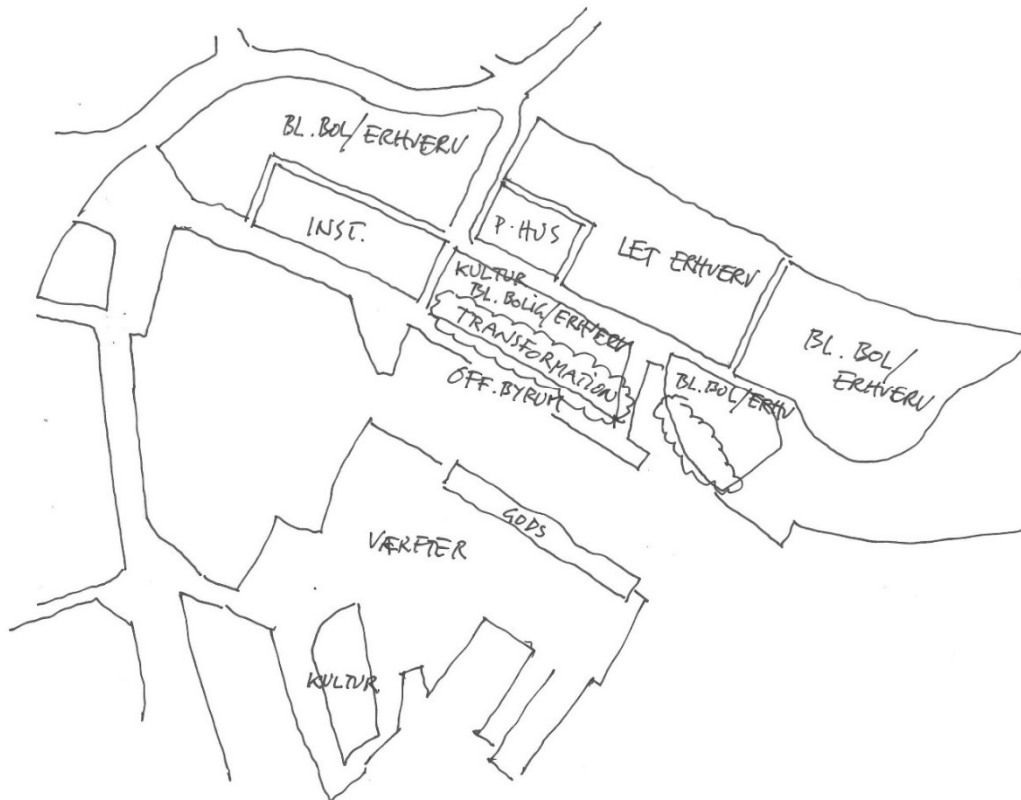 BL. BOL/ERHVERV
INST.
P-HUS
LET ERHVERV
KULTUR
BL. BOLIG/ERHVERV
TRANSFORMATION
OFF. BYRUM
BL. BOL/ERHV
BL. BOL/
ERHVERV
GODS
VÆRFTER
KULTUR